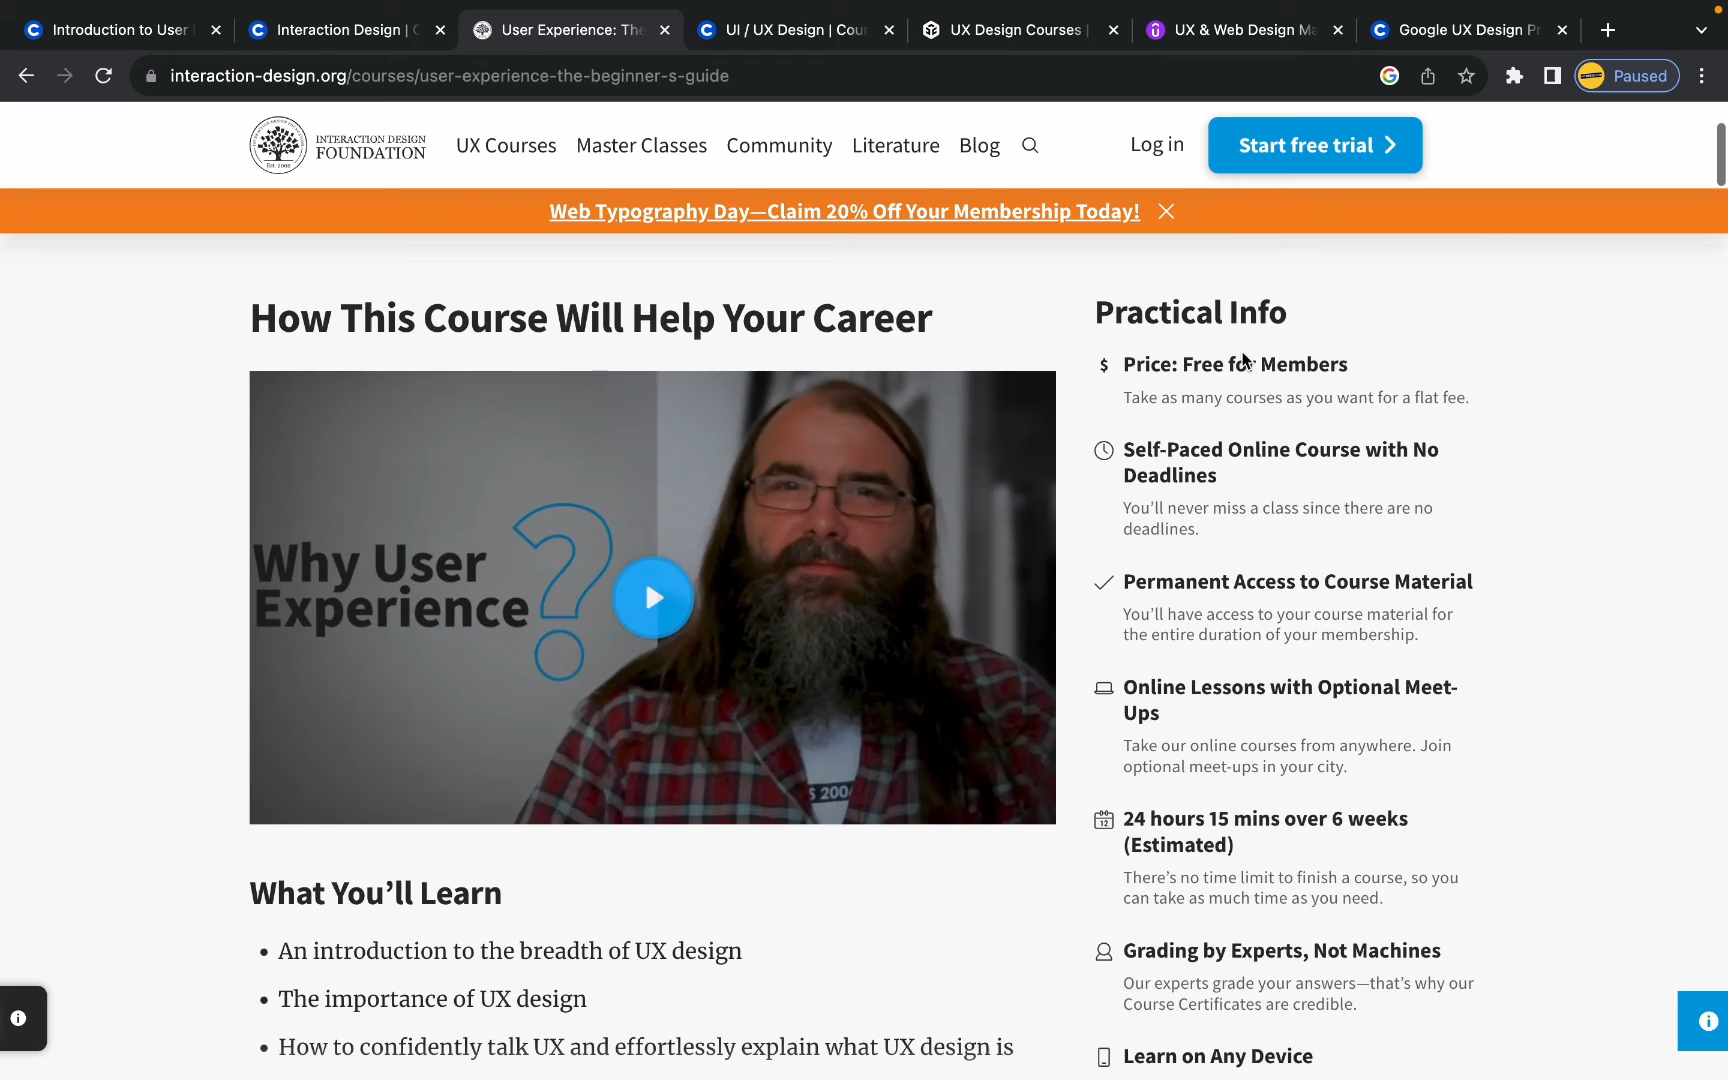 Introduction to User
Interaction Design | C
User Experience: The
UI / UX Design | Cour
UX Design Courses |
UX & Web Design Ma
Google UX Design Pr
interaction-design.org/courses/user-experience-the-beginner-s-guide
Paused
INTERACTION DESIGN
FOUNDATION
Est. 2002
UX Courses
Master Classes
Community
Literature
Blog
Log in
Start free trial
Web Typography Day—Claim 20% Off Your Membership Today!
How This Course Will Help Your Career
Why User
Experience
?
S 2004
What You’ll Learn
• An introduction to the breadth of UX design
• The importance of UX design
• How to confidently talk UX and effortlessly explain what UX design is
Practical Info
$ Price: Free for Members
Take as many courses as you want for a flat fee.
Self-Paced Online Course with No
Deadlines
You’ll never miss a class since there are no
deadlines.
Permanent Access to Course Material
You’ll have access to your course material for
the entire duration of your membership.
Online Lessons with Optional Meet-
Ups
Take our online courses from anywhere. Join
optional meet-ups in your city.
12
24 hours 15 mins over 6 weeks
(Estimated)
There’s no time limit to finish a course, so you
can take as much time as you need.
Grading by Experts, Not Machines
Our experts grade your answers—that’s why our
Course Certificates are credible.
Learn on Any Device